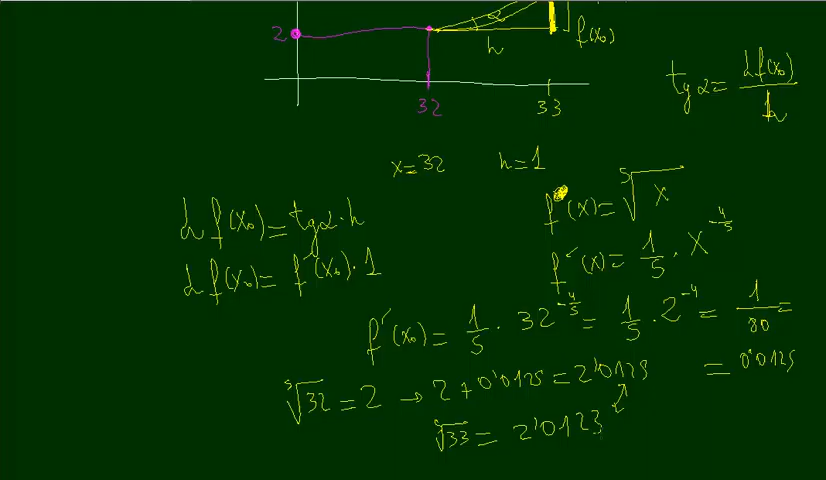 2
α
h
f(x₀)
32
33
tgα = df(x₀)/h
x=32 h=1
df(x₀) = tgα·h
f(x) = ⁵√x
df(x₀) = f'(x₀)·1
f'(x) = 1/5 · x^(-4/5)
f'(x₀) = 1/5 · 32^(-4/5) = 1/5 · 2^(-4) = 1/80 =
= 0'0125
⁵√32 = 2 → 2 + 0'0125 = 2'0125
⁵√33 = 2'0123